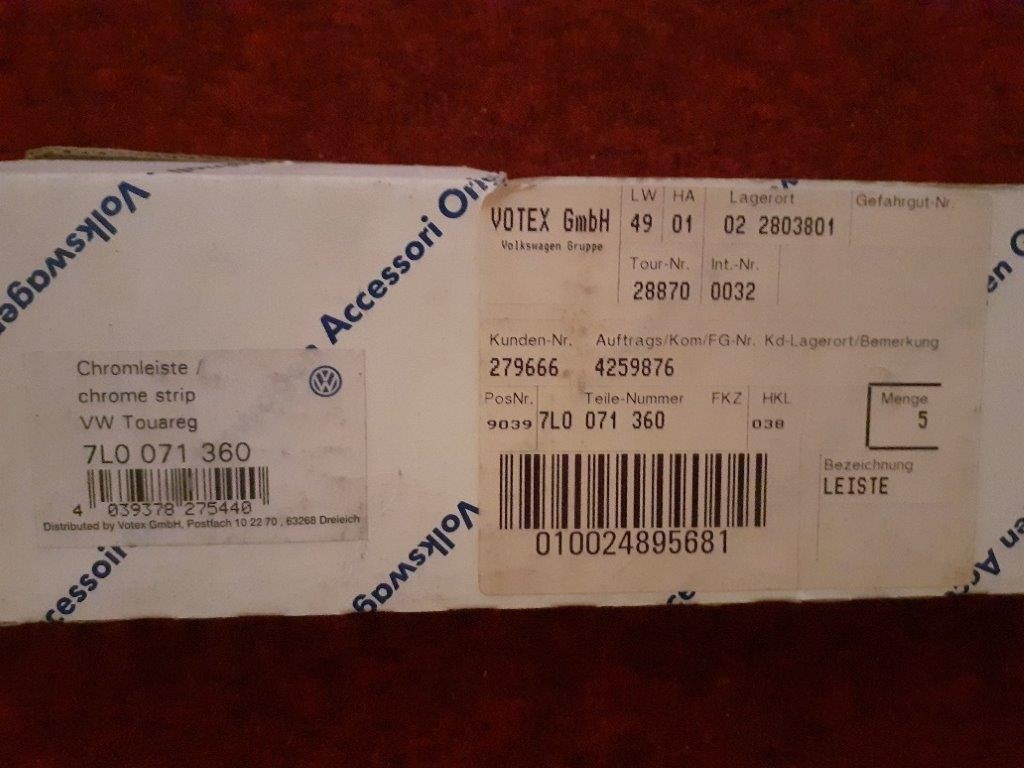 Volkswagen
Accessori Ori
Chromleiste /
chrome strip
VW Touareg
7L0 071 360
4 039378 275440
Distributed by Votex GmbH, Postfach 10 22 70 , 63268 Dreieich
VOTEX GmbH
Volkswagen Gruppe
LW HA Lagerort Gefahrgut-Nr.
49 01 02 2803801
Tour-Nr. Int.-Nr.
28870 0032
Kunden-Nr. Auftrags/Kom/FG-Nr. Kd-Lagerort/Bemerkung
279666 4259876
PosNr. Teile-Nummer FKZ HKL Menge
9039 7L0 071 360 038 5
Bezeichnung
LEISTE
010024895681
cessori
Volkswag
en O
en A